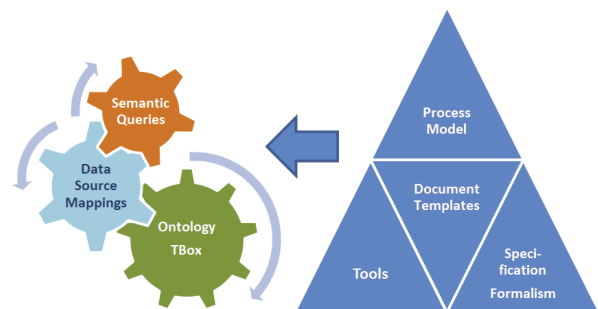 Semantic
Queries
Data
Source
Mappings
Ontology
TBox
Process
Model
Document
Templates
Tools
Speci-
fication
Formalism